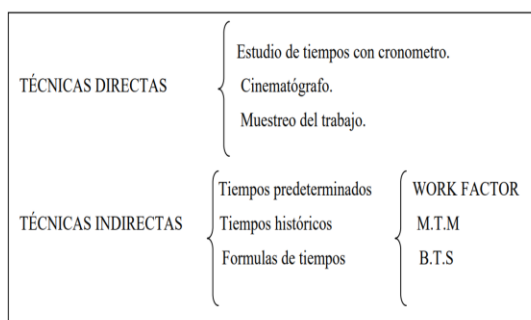 Estudio de tiempos con cronometro.
TÉCNICAS DIRECTAS
Cinematógrafo.
Muestreo del trabajo.
Tiempos predeterminados
WORK FACTOR
TÉCNICAS INDIRECTAS
Tiempos históricos
M.T.M
Formulas de tiempos
B.T.S